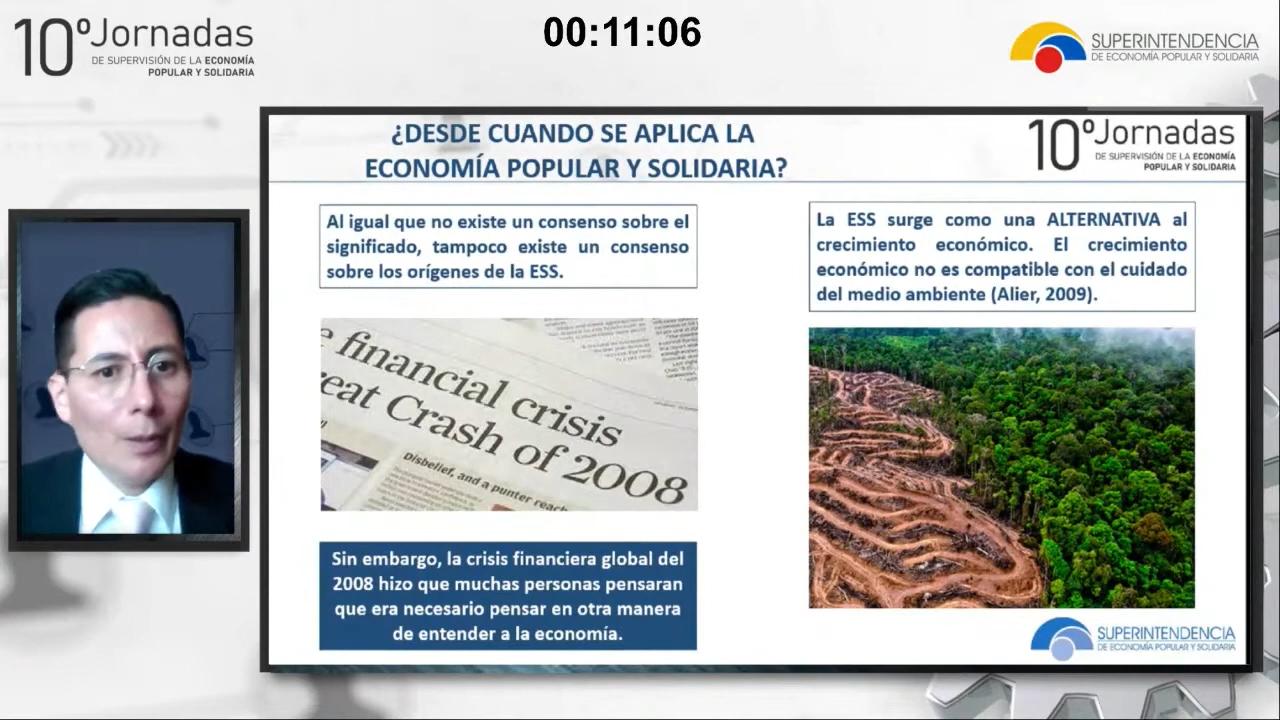 10º Jornadas
DE SUPERVISIÓN DE LA ECONOMÍA
POPULAR Y SOLIDARIA
00:11:06
SUPERINTENDENCIA
DE ECONOMÍA POPULAR Y SOLIDARIA
¿DESDE CUANDO SE APLICA LA
ECONOMÍA POPULAR Y SOLIDARIA?
10º Jornadas
DE SUPERVISIÓN DE LA ECONOMÍA
POPULAR Y SOLIDARIA
Al igual que no existe un consenso sobre el
significado, tampoco existe un consenso
sobre los orígenes de la ESS.
financial crisis
eat Crash of 2008
Disbelief, and a punter reach
Sin embargo, la crisis financiera global del
2008 hizo que muchas personas pensaran
que era necesario pensar en otra manera
de entender a la economía.
La ESS surge como una ALTERNATIVA al
crecimiento económico. El crecimiento
económico no es compatible con el cuidado
del medio ambiente (Alier, 2009).
SUPERINTENDENCIA
DE ECONOMÍA POPULAR Y SOLIDARIA